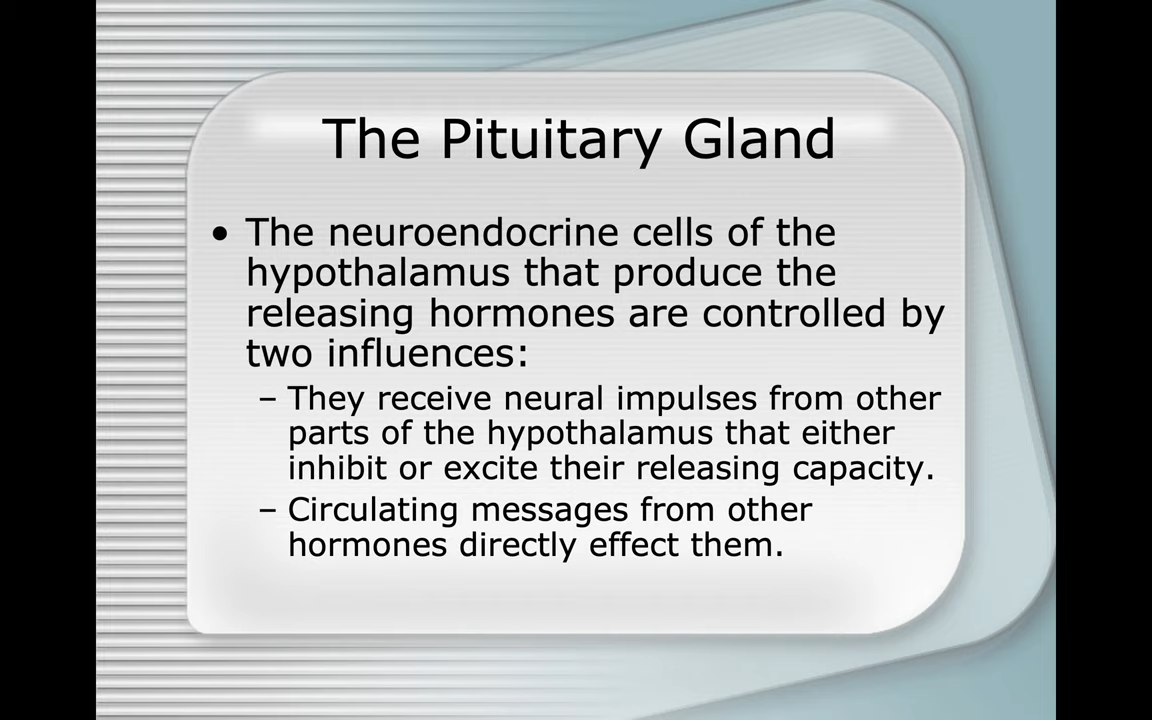 The Pituitary Gland
• The neuroendocrine cells of the
hypothalamus that produce the
releasing hormones are controlled by
two influences:
– They receive neural impulses from other
parts of the hypothalamus that either
inhibit or excite their releasing capacity.
– Circulating messages from other
hormones directly effect them.